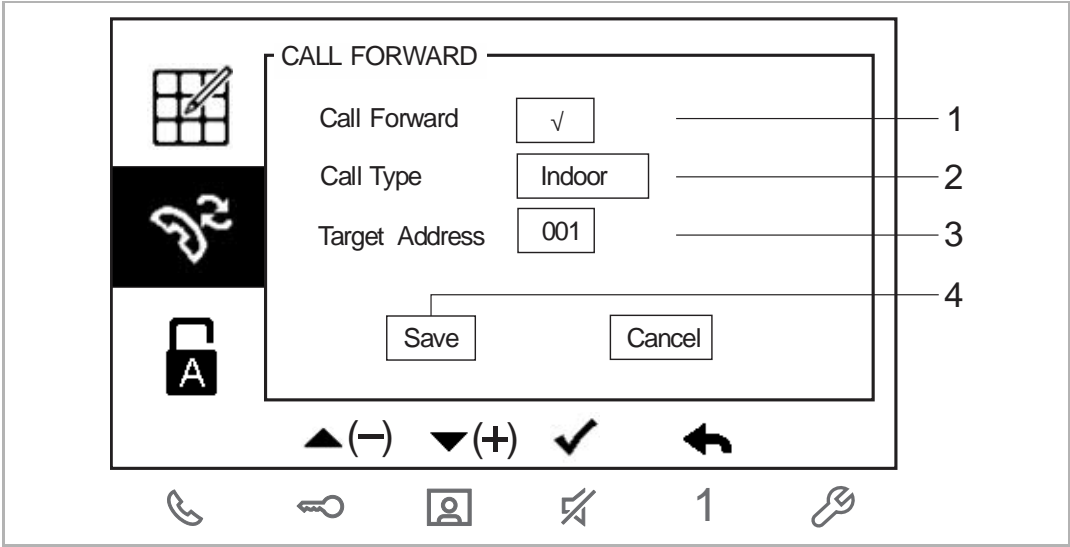 CALL FORWARD
Call Forward √ 1
Call Type Indoor 2
Target Address 001 3
4
Save Cancel
A
(−) (+)
1